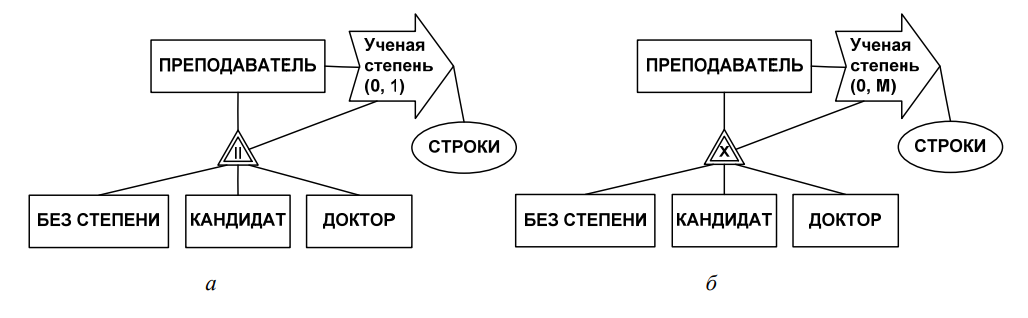 ПРЕПОДАВАТЕЛЬ
Ученая
степень
(0, 1)
СТРОКИ
II
БЕЗ СТЕПЕНИ
КАНДИДАТ
ДОКТОР
а
ПРЕПОДАВАТЕЛЬ
Ученая
степень
(0, М)
СТРОКИ
X
БЕЗ СТЕПЕНИ
КАНДИДАТ
ДОКТОР
б